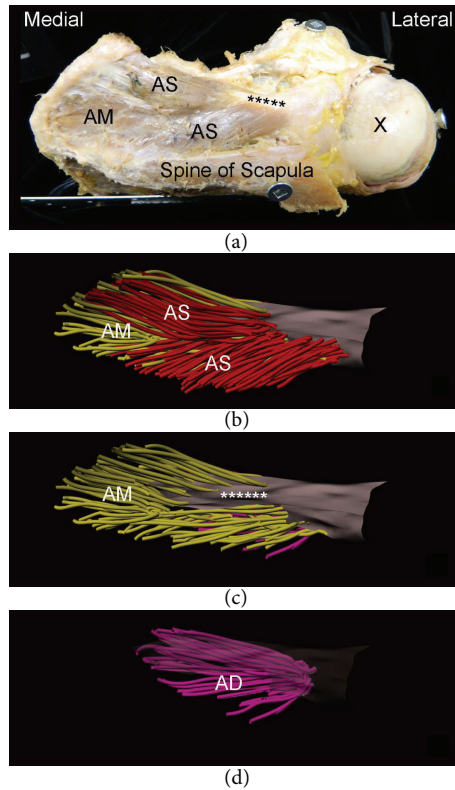 Medial Lateral
AS *****
AM AS X
Spine of Scapula
(a)
AS
AM
AS
(b)
AM ******
(c)
AD
(d)